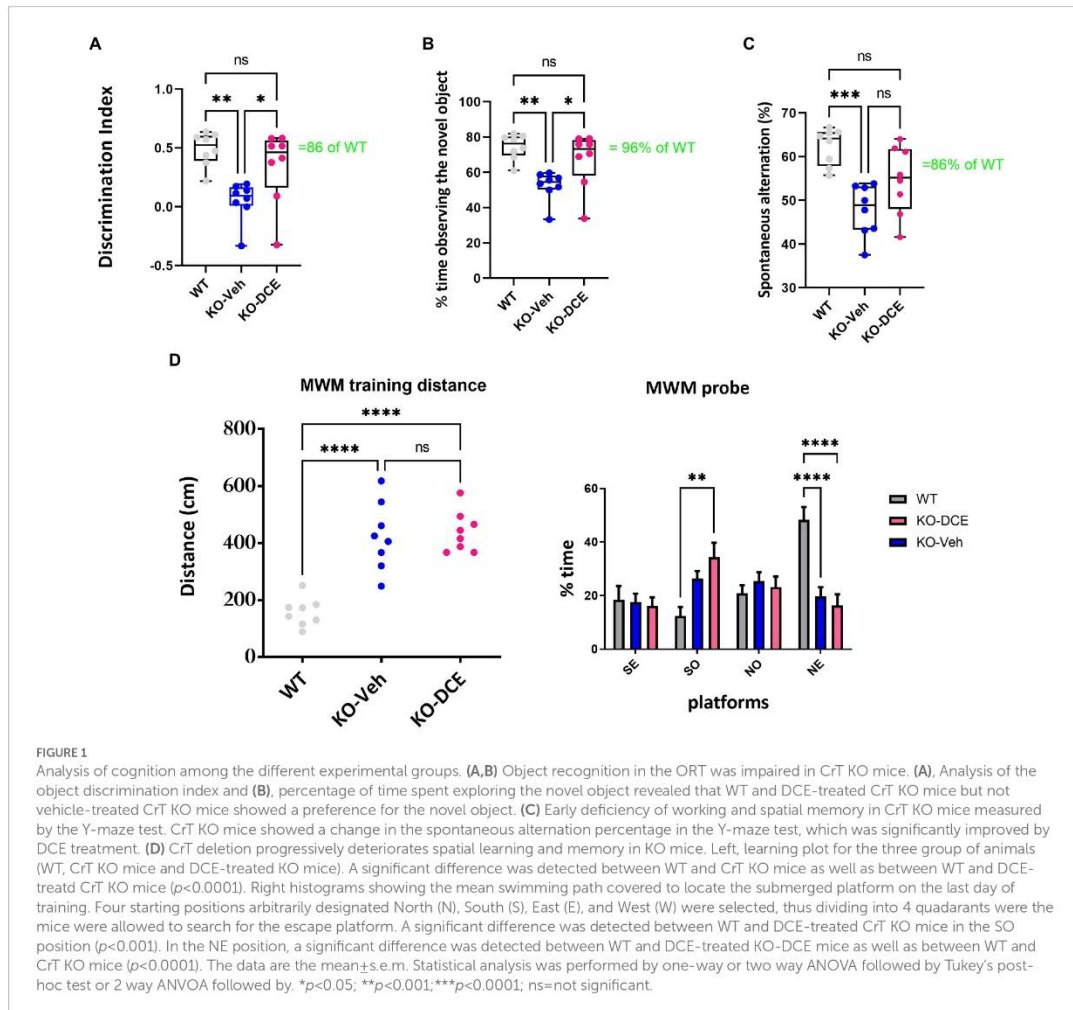 A
B
C
ns
** *
Discrimination Index
1.0
0.5
0.0
-0.5
=86 of WT
WT
KO-Veh
KO-DCE
ns
** *
% time observing the novel object
100
80
60
40
20
0
= 96% of WT
WT
KO-Veh
KO-DCE
ns
*** ns
Spontaneous alternation (%)
70
60
50
40
30
=86% of WT
WT
KO-Veh
KO-DCE
D
MWM training distance
****
**** ns
Distance (cm)
800
600
400
200
0
WT
KO-Veh
KO-DCE
MWM probe
****
** ****
% time
60
40
20
0
SE
SO
NO
NE
platforms
WT
KO-DCE
KO-Veh
FIGURE 1
Analysis of cognition among the different experimental groups. (A,B) Object recognition in the ORT was impaired in CrT KO mice. (A), Analysis of the
object discrimination index and (B), percentage of time spent exploring the novel object revealed that WT and DCE-treated CrT KO mice but not
vehicle-treated CrT KO mice showed a preference for the novel object. (C) Early deficiency of working and spatial memory in CrT KO mice measured
by the Y-maze test. CrT KO mice showed a change in the spontaneous alternation percentage in the Y-maze test, which was significantly improved by
DCE treatment. (D) CrT deletion progressively deteriorates spatial learning and memory in KO mice. Left, learning plot for the three group of animals
(WT, CrT KO mice and DCE-treated KO mice). A significant difference was detected between WT and CrT KO mice as well as between WT and DCE-
treatd CrT KO mice (p<0.0001). Right histograms showing the mean swimming path covered to locate the submerged platform on the last day of
training. Four starting positions arbitrarily designated North (N), South (S), East (E), and West (W) were selected, thus dividing into 4 quadarants were the
mice were allowed to search for the escape platform. A significant difference was detected between WT and DCE-treated CrT KO mice in the SO
position (p<0.001). In the NE position, a significant difference was detected between WT and DCE-treated KO-DCE mice as well as between WT and
CrT KO mice (p<0.0001). The data are the mean±s.e.m. Statistical analysis was performed by one-way or two way ANOVA followed by Tukey's post-
hoc test or 2 way ANVOA followed by. *p<0.05; **p<0.001;***p<0.0001; ns=not significant.